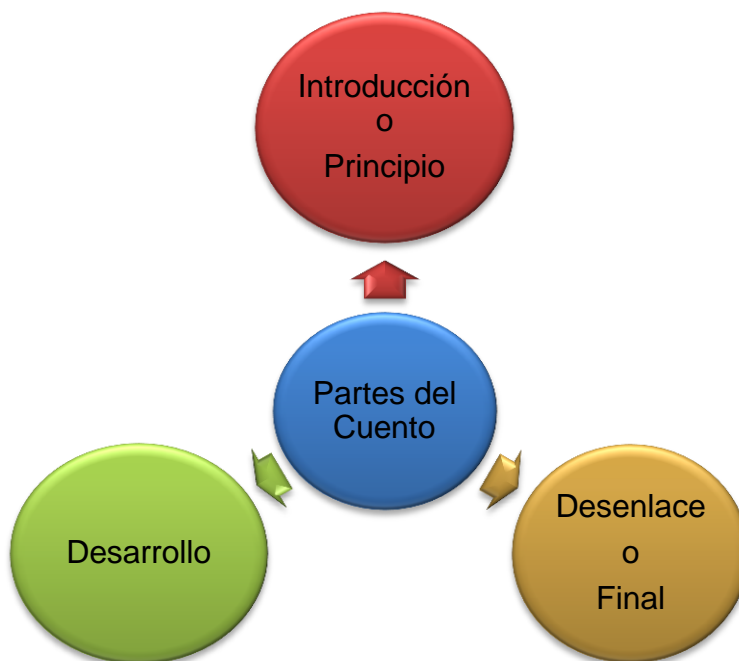 Introducción
o
Principio
Partes del
Cuento
Desarrollo
Desenlace
o
Final